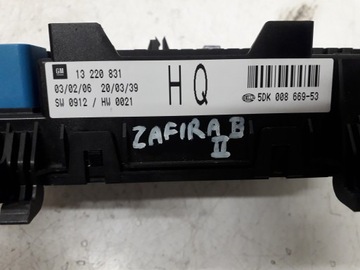 GM 13 220 831
03/02/06 20/03/39
SW 0912 / HW 0021
HQ
5DK 008 669-53
ZAFIRA B
II